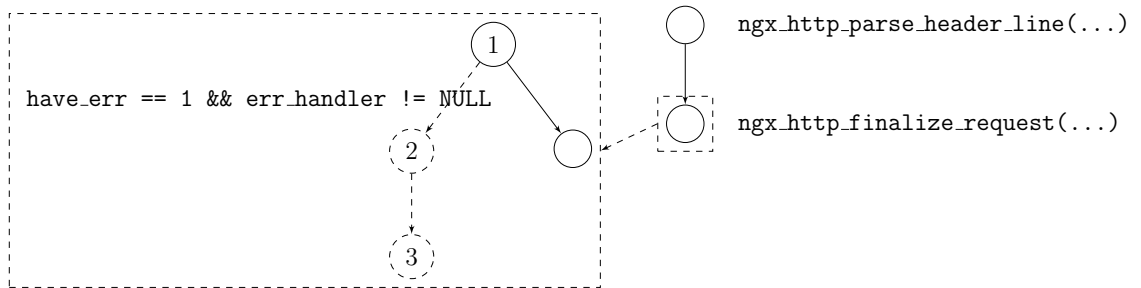 1
have_err == 1 && err_handler != NULL
2
3
ngx_http_parse_header_line(...)
ngx_http_finalize_request(...)